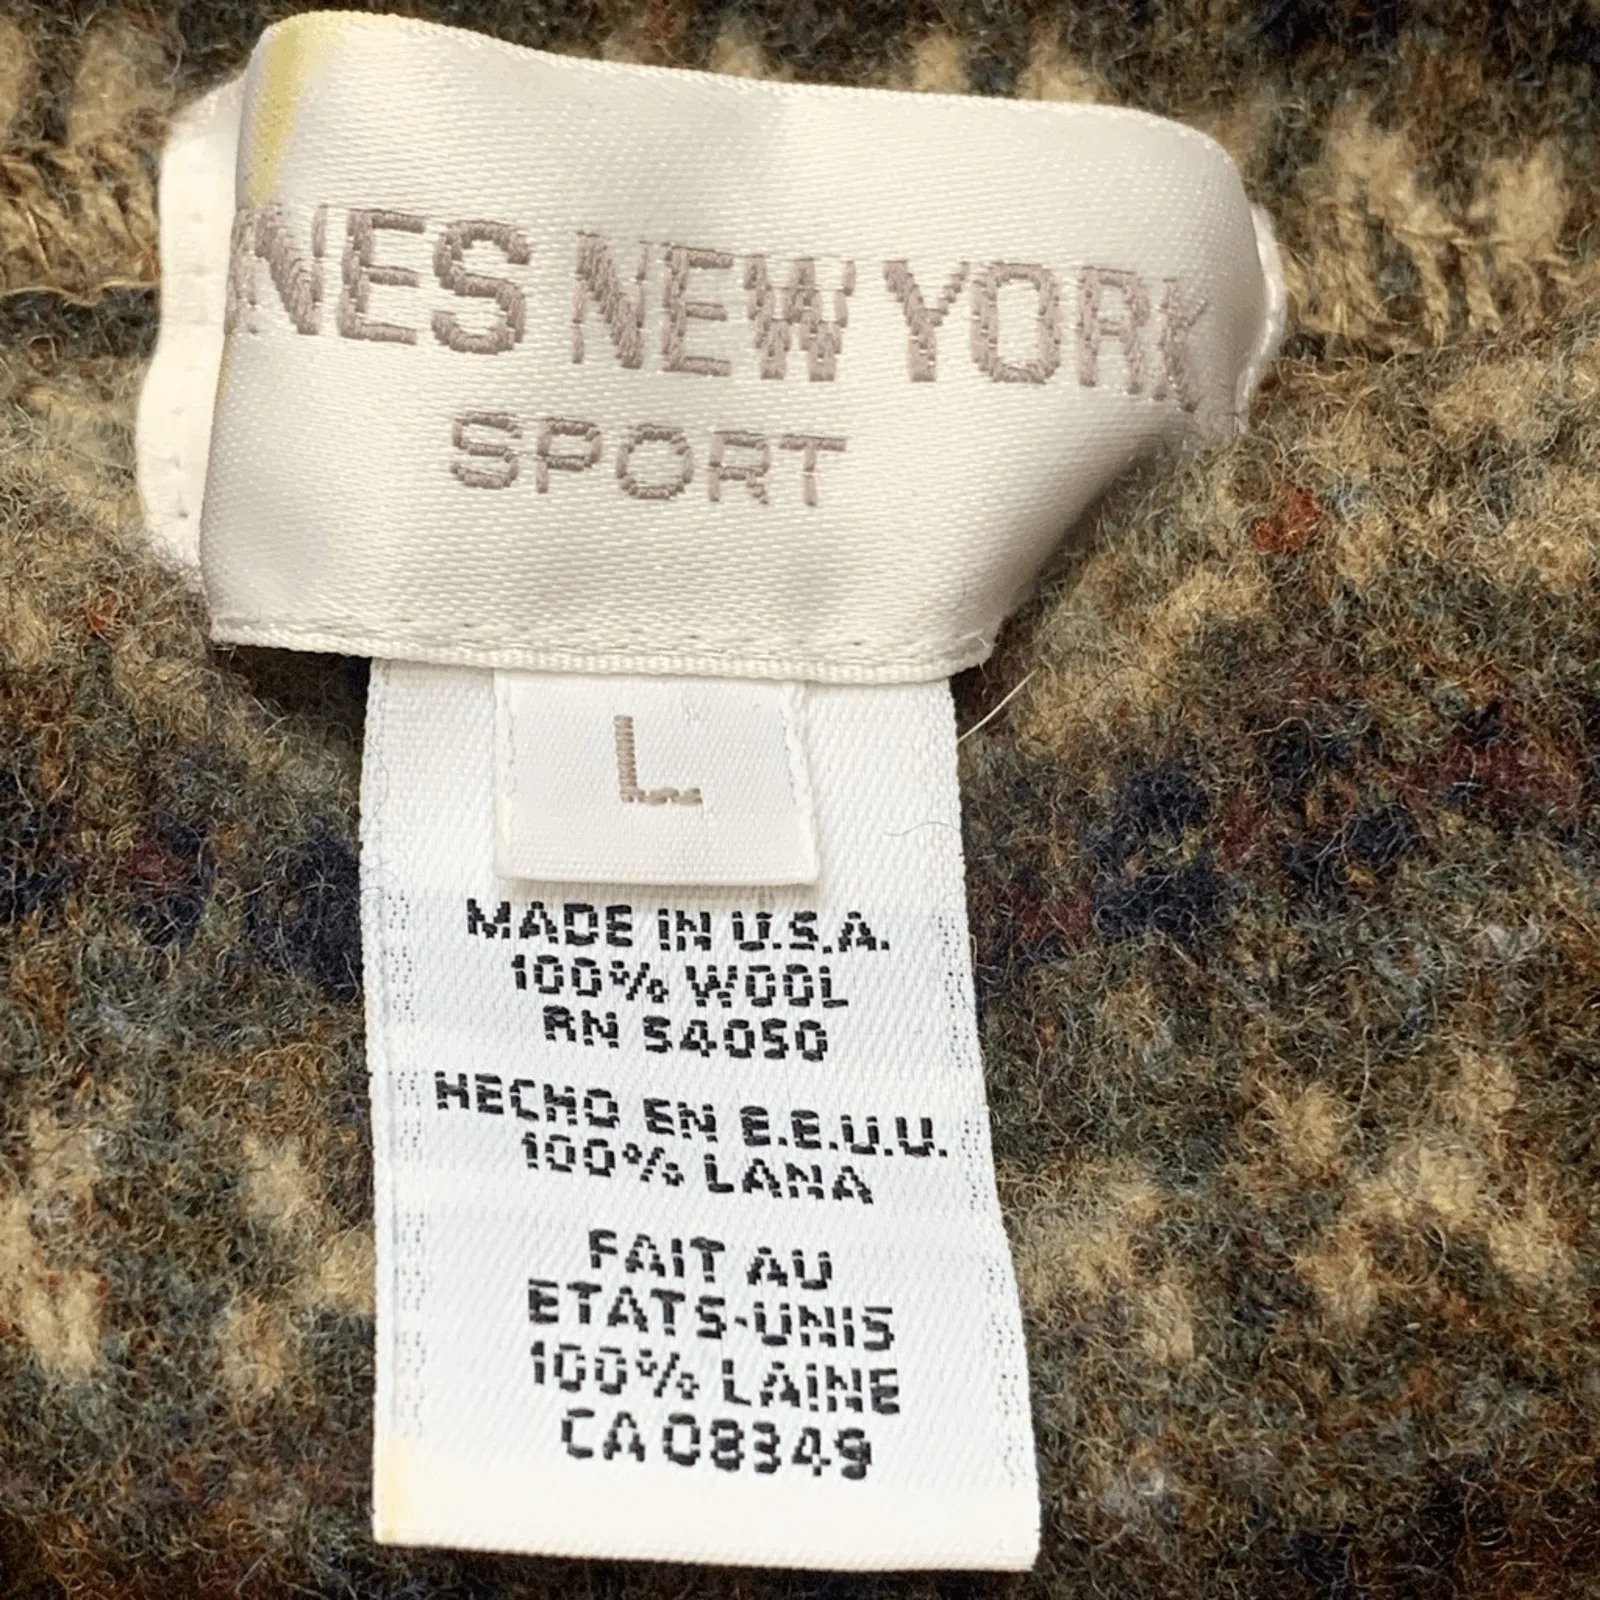 NES NEW YORK
SPORT
L
MADE IN U.S.A.
100% WOOL
RN 54050
HECHO EN E.E.U.U.
100% LANA
FAIT AU
ETATS-UNIS
100% LAINE
CA 08349